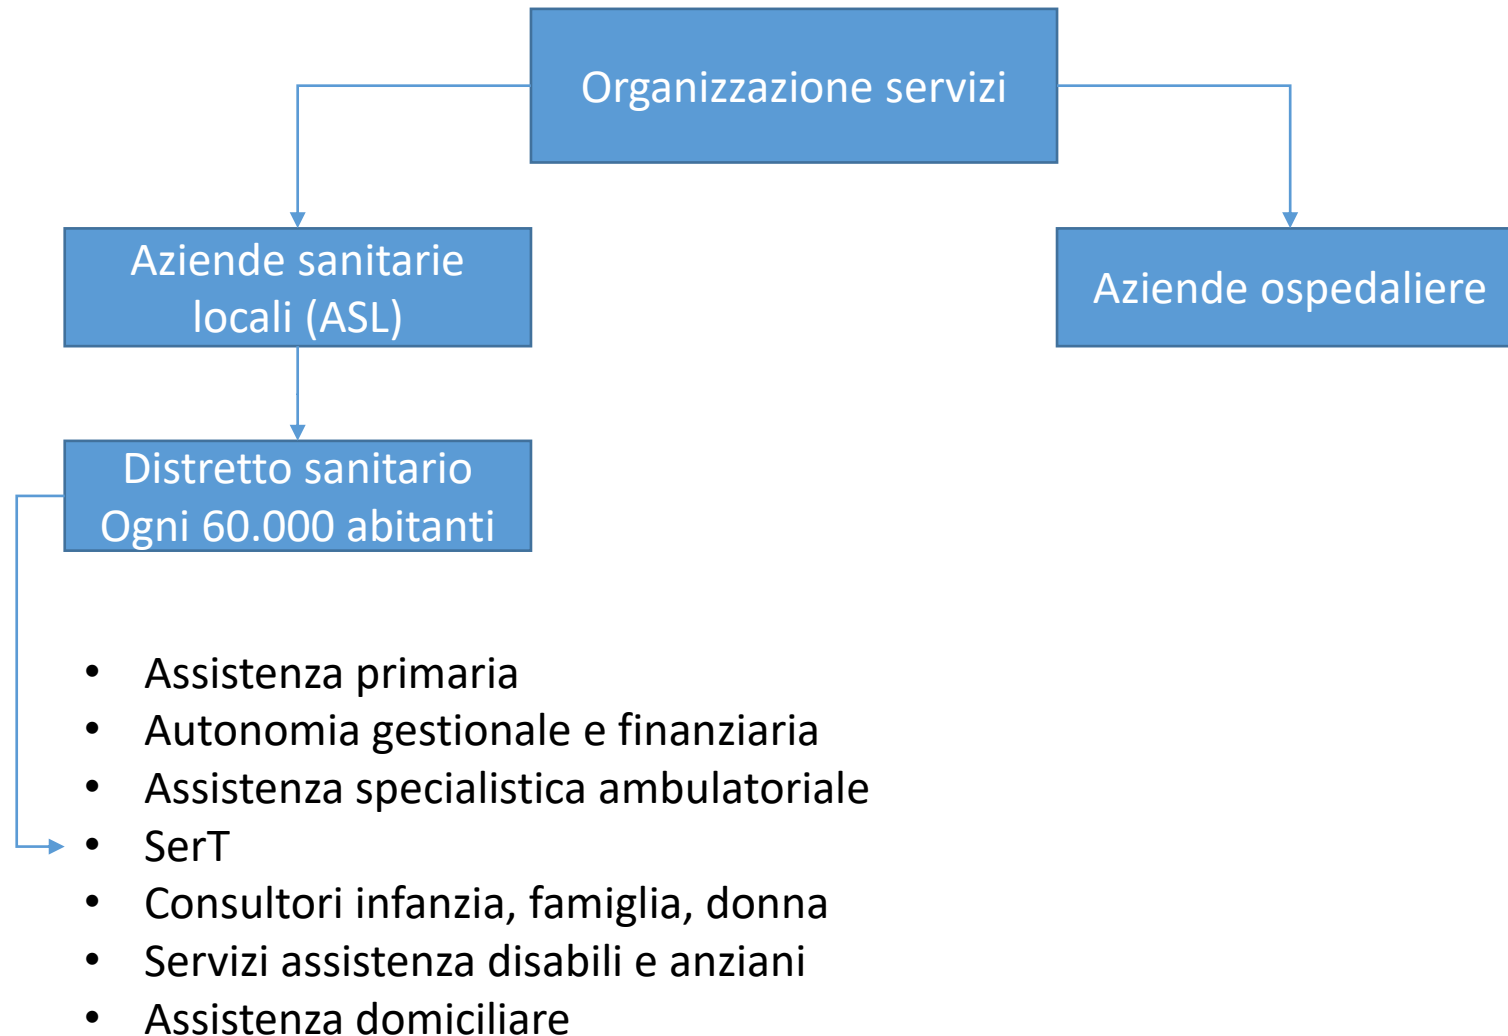 Organizzazione servizi
Aziende sanitarie
locali (ASL)
Aziende ospedaliere
Distretto sanitario
Ogni 60.000 abitanti
• Assistenza primaria
• Autonomia gestionale e finanziaria
• Assistenza specialistica ambulatoriale
• SerT
• Consultori infanzia, famiglia, donna
• Servizi assistenza disabili e anziani
• Assistenza domiciliare